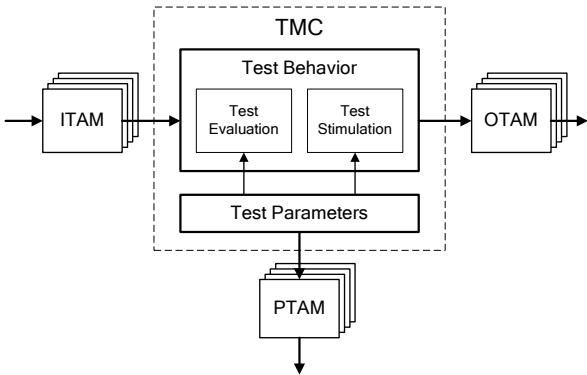 TMC
Test Behavior
Test
Evaluation
Test
Stimulation
ITAM
OTAM
Test Parameters
PTAM